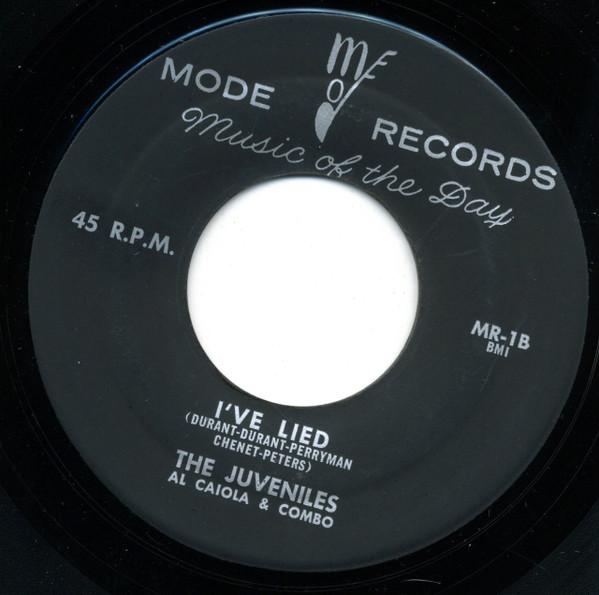 MODE
RECORDS
Music of the Day
45 R.P.M.
MR-1B
BMI
I'VE LIED
(DURANT-DURANT-PERRYMAN
CHENET-PETERS)
THE JUVENILES
AL CAIOLA & COMBO